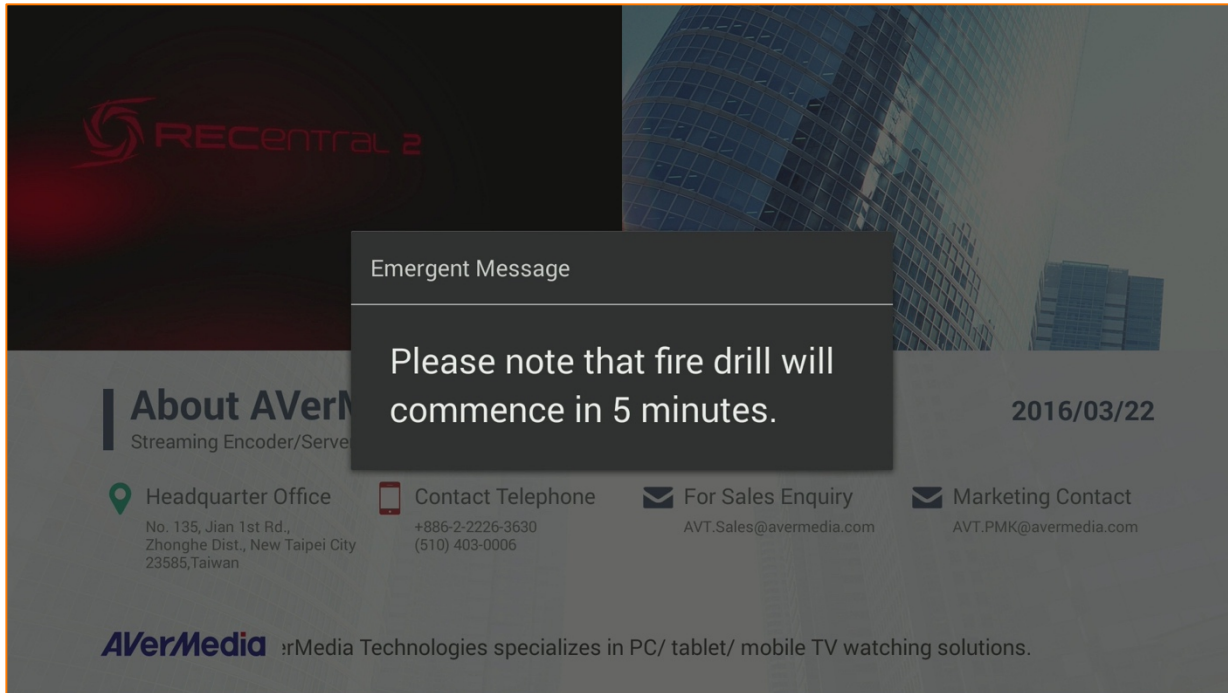 RECentral 2
Emergent Message
Please note that fire drill will
commence in 5 minutes.
About AVerM
2016/03/22
Streaming Encoder/Serve
Headquarter Office
No. 135, Jian 1st Rd.,
Zhonghe Dist., New Taipei City
23585,Taiwan
Contact Telephone
+886-2-2226-3630
(510) 403-0006
For Sales Enquiry
AVT.Sales@avermedia.com
Marketing Contact
AVT.PMK@avermedia.com
AVerMedia erMedia Technologies specializes in PC/ tablet/ mobile TV watching solutions.